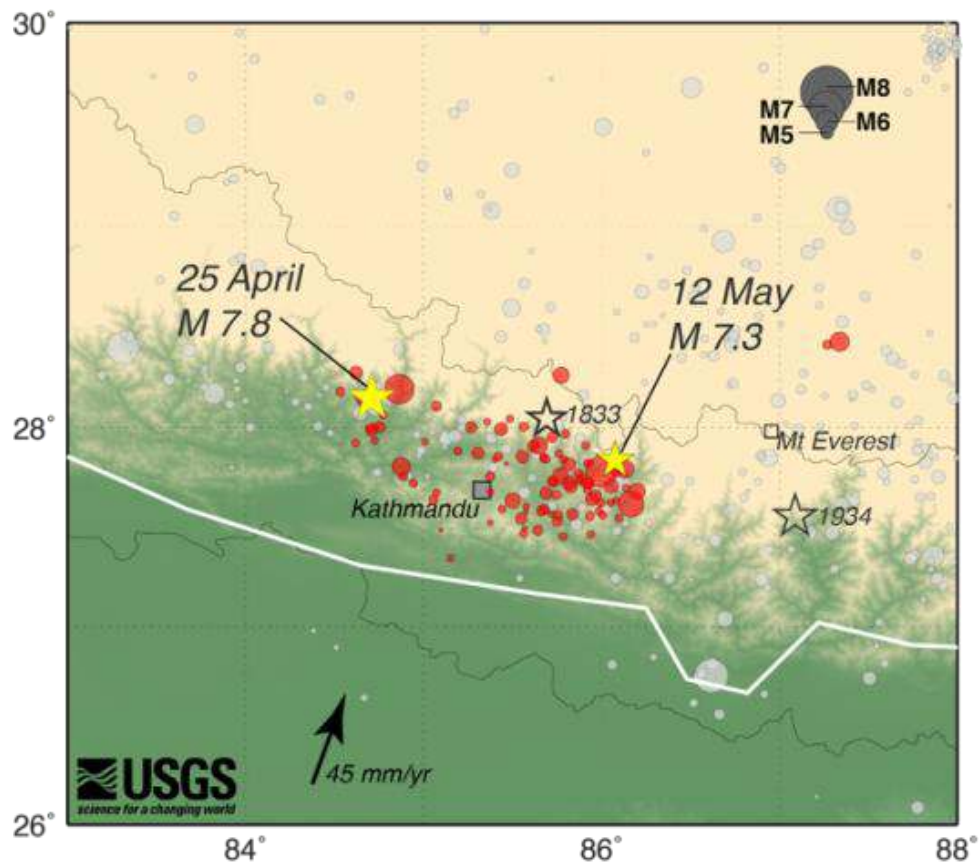 30°
M8
M7
M6
M5
25 April
M 7.8
12 May
M 7.3
28°
1833
Mt Everest
Kathmandu
1934
45 mm/yr
USGS
science for a changing world
26°
84°
86°
88°